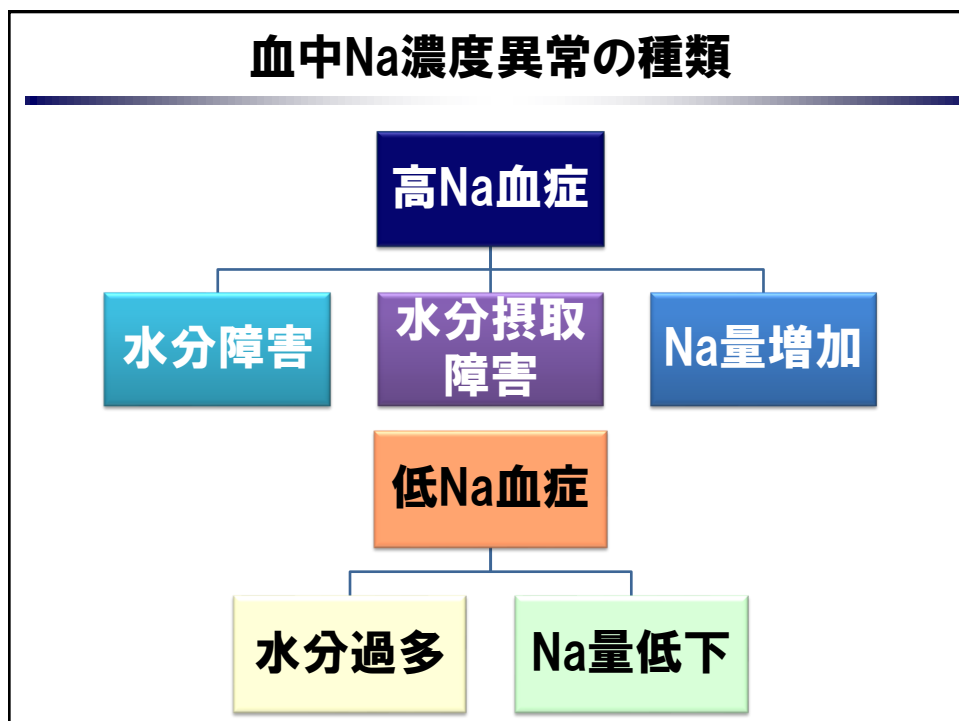 血中Na濃度異常の種類
高Na血症
水分障害
水分摂取
障害
Na量増加
低Na血症
水分過多
Na量低下